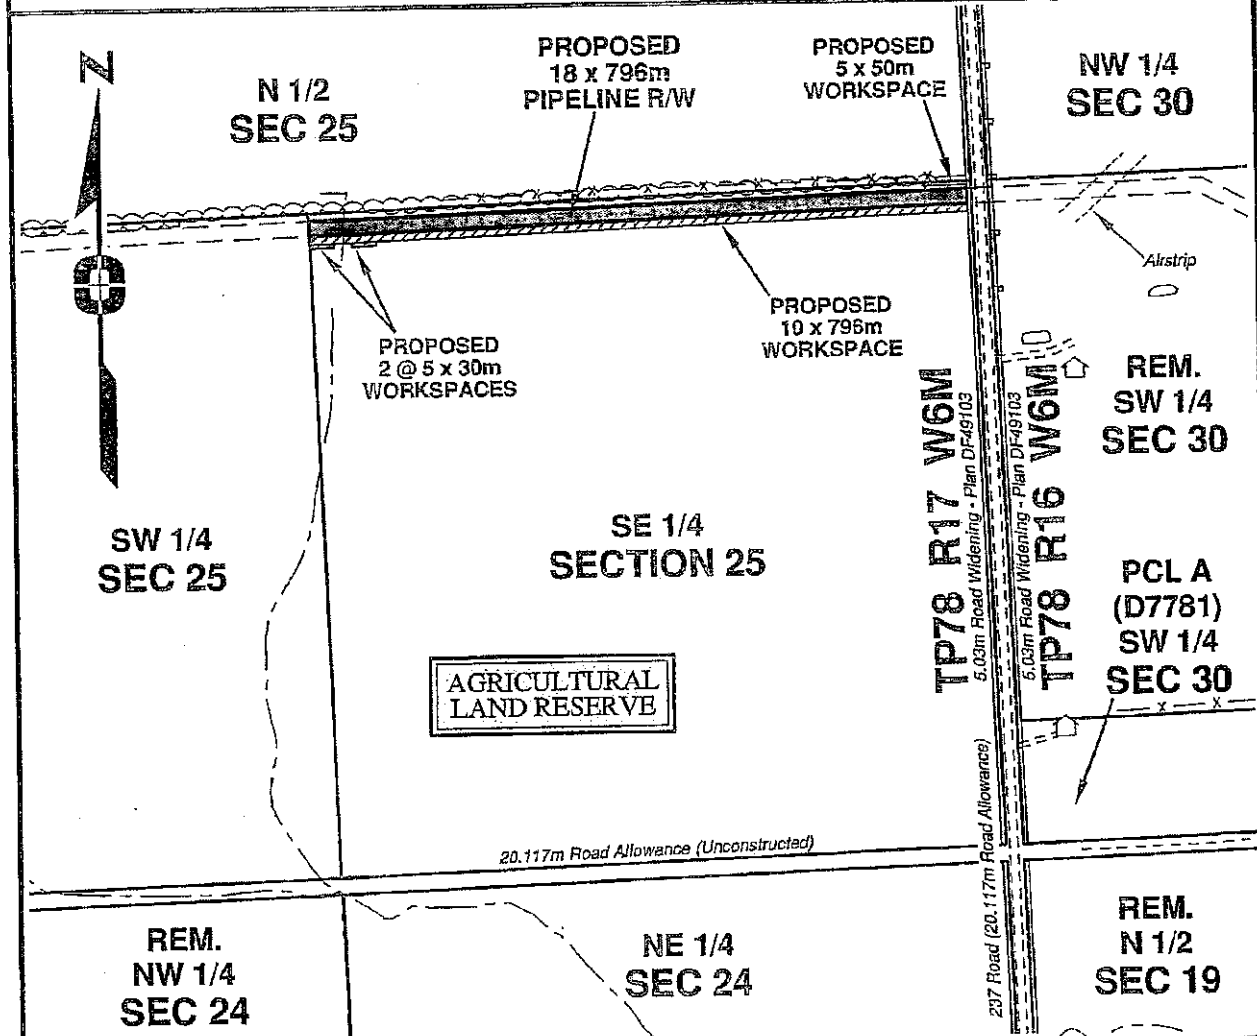 N
N 1/2
SEC 25
PROPOSED
18 x 796m
PIPELINE R/W
PROPOSED
5 x 50m
WORKSPACE
NW 1/4
SEC 30
Airstrip
PROPOSED
2 @ 5 x 30m
WORKSPACES
PROPOSED
10 x 796m
WORKSPACE
REM.
SW 1/4
SEC 30
TP78 R17 W6M
5.03m Road Widening - Plan DF49103
5.03m Road Widening - Plan DF49103
TP78 R16 W6M
SW 1/4
SEC 25
SE 1/4
SECTION 25
PCL A
(D7781)
SW 1/4
SEC 30
AGRICULTURAL
LAND RESERVE
20.117m Road Allowance (Unconstructed)
237 Road (20.117m Road Allowance)
REM.
NW 1/4
SEC 24
NE 1/4
SEC 24
REM.
N 1/2
SEC 19